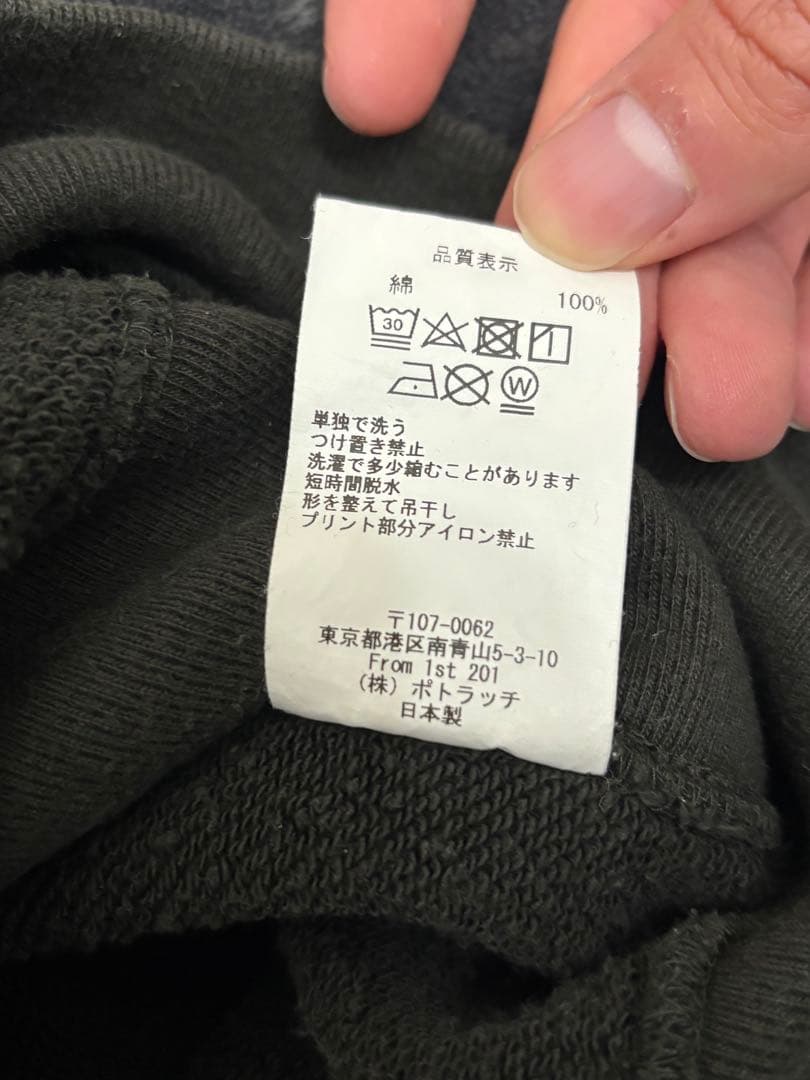 品質表示
綿 100%
30
W
単独で洗う
つけ置き禁止
洗濯で多少縮むことがあります
短時間脱水
形を整えて吊干し
プリント部分アイロン禁止
〒107-0062
東京都港区南青山5-3-10
From 1st 201
(株) ポトラッチ
日本製